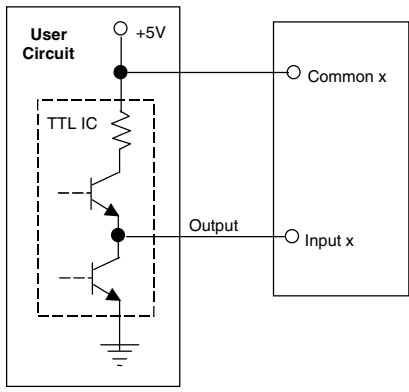 User
Circuit
+5V
Common x
TTL IC
Output
Input x